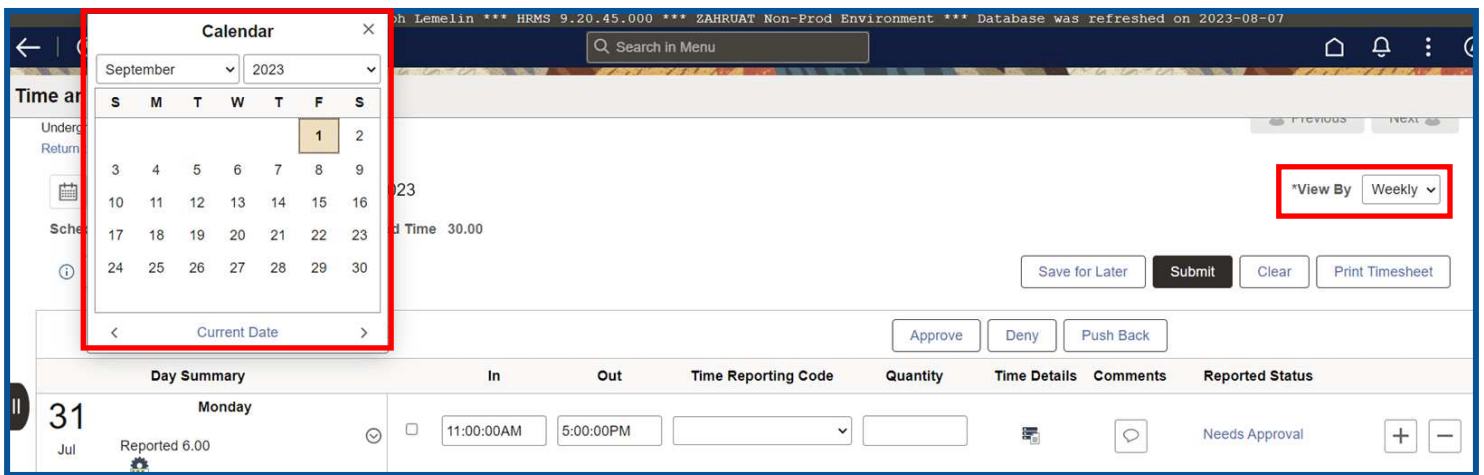 ph Lemelin *** HRMS 9.20.45.000 *** ZAHRUAT Non-Prod Environment *** Database was refreshed on 2023-08-07
Calendar
Search in Menu
September 2023
S M T W T F S
1 2
3 4 5 6 7 8 9
10 11 12 13 14 15 16
17 18 19 20 21 22 23
24 25 26 27 28 29 30
Current Date
Time ar
Underg
Return
Previous Next
023
*View By Weekly
Sche
d Time 30.00
Save for Later Submit Clear Print Timesheet
Approve Deny Push Back
Day Summary In Out Time Reporting Code Quantity Time Details Comments Reported Status
31 Monday
Jul Reported 6.00
11:00:00AM 5:00:00PM Needs Approval